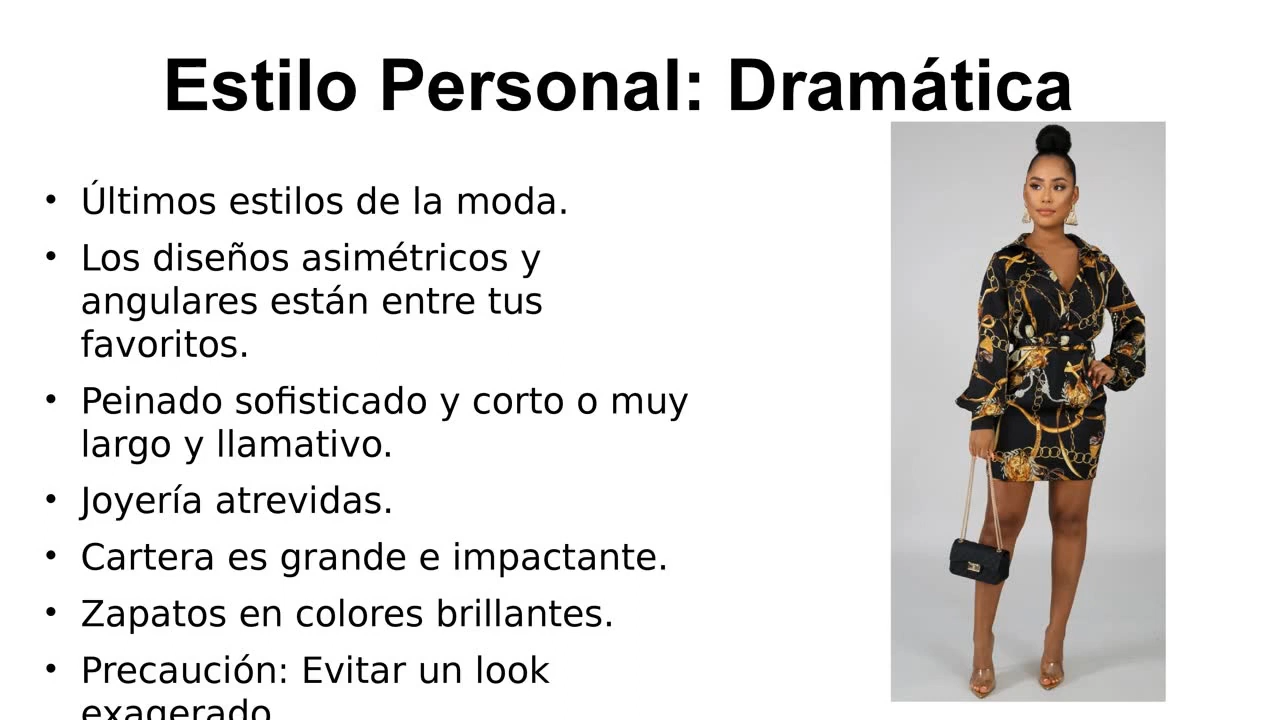 Estilo Personal: Dramática
• Últimos estilos de la moda.
• Los diseños asimétricos y
angulares están entre tus
favoritos.
• Peinado sofisticado y corto o muy
largo y llamativo.
• Joyería atrevidas.
• Cartera es grande e impactante.
• Zapatos en colores brillantes.
• Precaución: Evitar un look
exagerado.